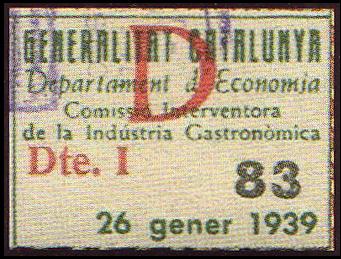 GENERALITAT CATALUNYA
Departament d'Economia
Comissió Interventora
de la Indústria Gastronòmica
D
Dte. I
83
26 gener 1939